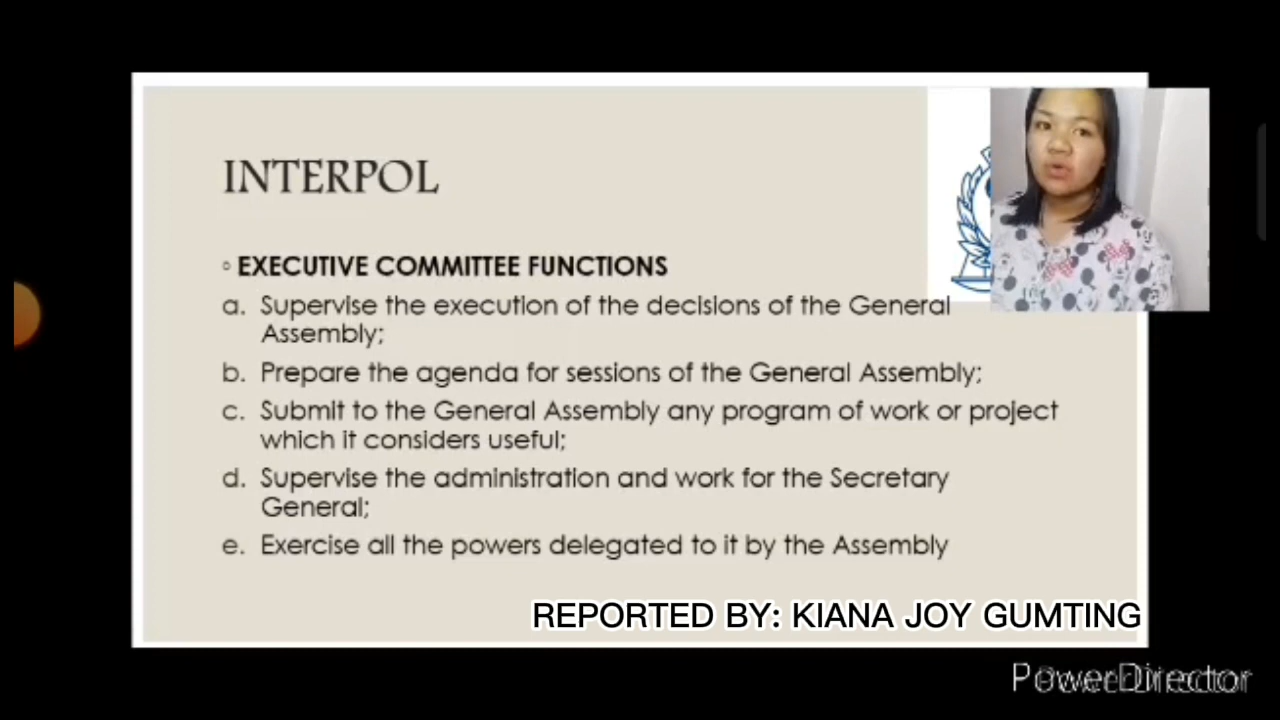 INTERPOL
◦ EXECUTIVE COMMITTEE FUNCTIONS
a. Supervise the execution of the decisions of the General
Assembly;
b. Prepare the agenda for sessions of the General Assembly;
c. Submit to the General Assembly any program of work or project
which it considers useful;
d. Supervise the administration and work for the Secretary
General;
e. Exercise all the powers delegated to it by the Assembly
REPORTED BY: KIANA JOY GUMTING
PowerDirector